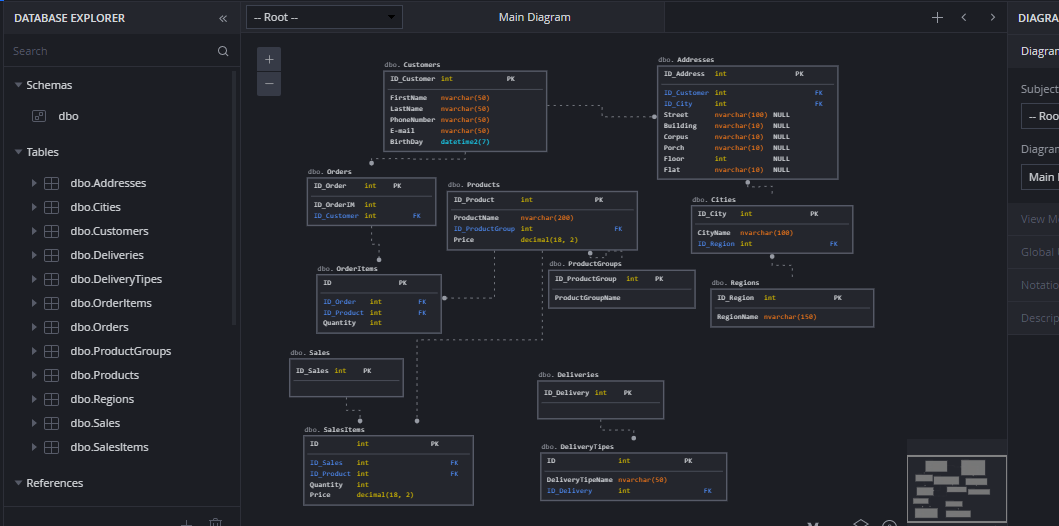 DATABASE EXPLORER
Search
Schemas
dbo
Tables
dbo.Addresses
dbo.Cities
dbo.Customers
dbo.Deliveries
dbo.DeliveryTipes
dbo.OrderItems
dbo.Orders
dbo.ProductGroups
dbo.Products
dbo.Regions
dbo.Sales
dbo.SalesItems
References
-- Root --
Main Diagram
dbo. Customers
ID_Customer int PK
FirstName nvarchar(50)
LastName nvarchar(50)
PhoneNumber nvarchar(50)
E-mail nvarchar(50)
BirthDay datetime2(7)
dbo. Addresses
ID_Address int PK
ID_Customer int FK
ID_City int FK
Street nvarchar(100) NULL
Building nvarchar(10) NULL
Corpus nvarchar(10) NULL
Porch nvarchar(10) NULL
Floor int NULL
Flat nvarchar(10) NULL
dbo. Orders
ID_Order int PK
ID_OrderIM int
ID_Customer int FK
dbo. Products
ID_Product int PK
ProductName nvarchar(200)
ID_ProductGroup int FK
Price decimal(18, 2)
dbo. Cities
ID_City int PK
CityName nvarchar(100)
ID_Region int FK
dbo. OrderItems
ID PK
ID_Order int FK
ID_Product int FK
Quantity int
dbo. ProductGroups
ID_ProductGroup int PK
ProductGroupName
dbo. Regions
ID_Region int PK
RegionName nvarchar(150)
dbo. Sales
ID_Sales int PK
dbo. Deliveries
ID_Delivery int PK
dbo. SalesItems
ID int PK
ID_Sales int FK
ID_Product int FK
Quantity int
Price decimal(18, 2)
dbo. DeliveryTipes
ID int PK
DeliveryTipeName nvarchar(50)
ID_Delivery int FK
DIAGRA
Diagrar
Subject
-- Roo
Diagrar
Main
View M
Global
Notatio
Descrip